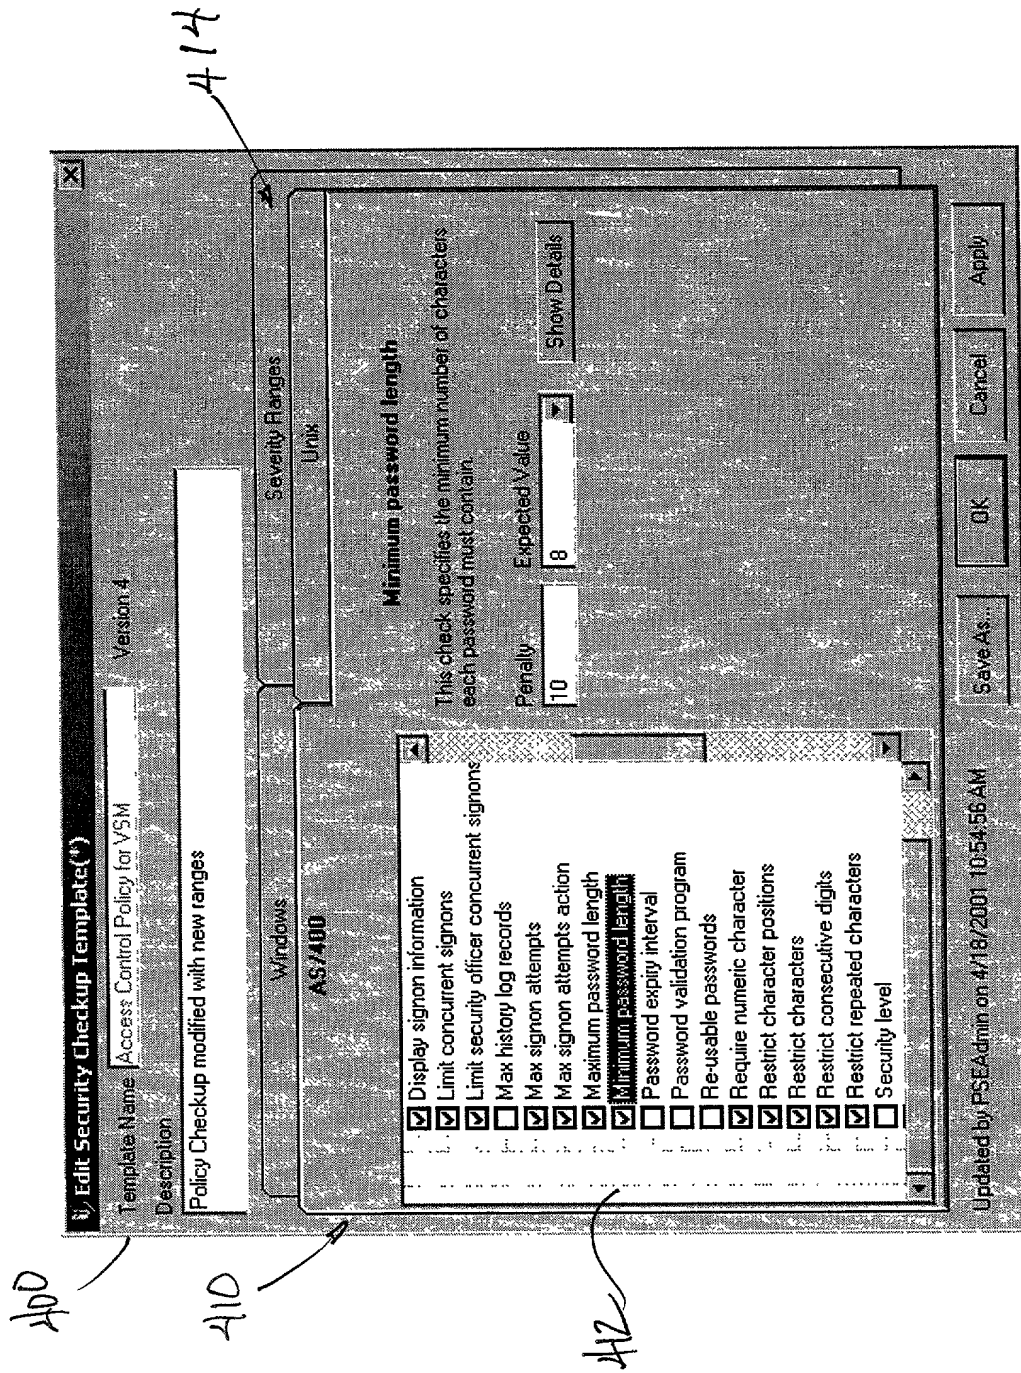 400
Edit Security Checkup Template(*)
Template Name Access Control Policy for VSM Version 4
Description
Policy Checkup modified with new ranges
414
Windows
Severity Ranges
410
AS/400
Unix
Display signon information
Limit concurrent signons
Limit security officer concurrent signons
Max history log records
Max signon attempts
Max signon attempts action
Maximum password length
Minimum password length
Password expiry interval
Password validation program
Re-usable passwords
Require numeric character
Restrict character positions
Restrict characters
Restrict consecutive digits
Restrict repeated characters
Security level
412
Minimum password length
This check specifies the minimum number of characters
each password must contain.
Penalty Expected Value
10 8 Show Details
Save As... OK Cancel Apply
Updated by PSEAdmin on 4/18/2001 10:54:56 AM